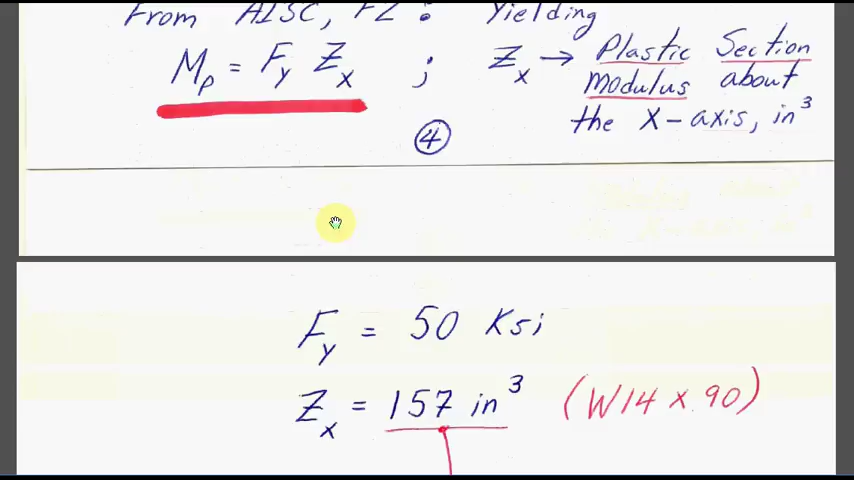 From AISC, F2 : Yielding
Mp = Fy Zx ; Zx → Plastic Section
Modulus about
the X-axis, in³
④
Fy = 50 Ksi
Zx = 157 in³ (W14 x 90)